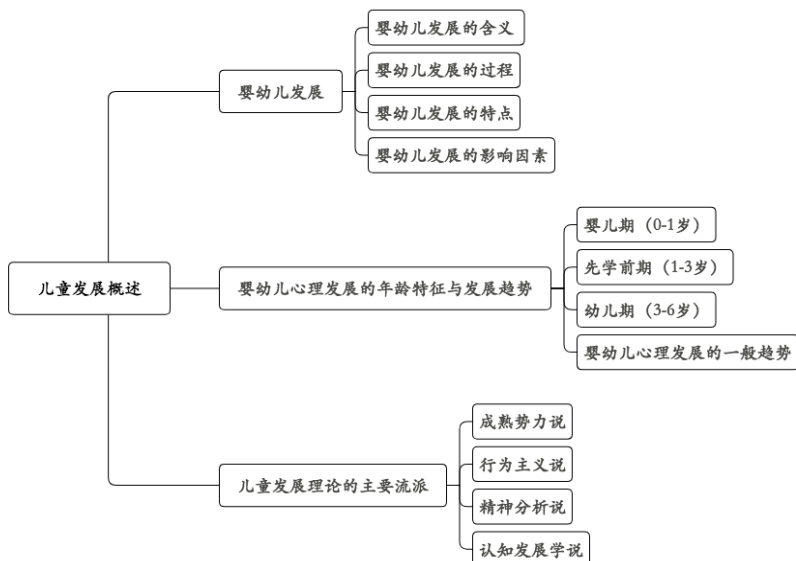 儿童发展概述
婴幼儿发展
婴幼儿发展的含义
婴幼儿发展的过程
婴幼儿发展的特点
婴幼儿发展的影响因素
婴幼儿心理发展的年龄特征与发展趋势
婴儿期（0-1岁）
先学前期（1-3岁）
幼儿期（3-6岁）
婴幼儿心理发展的一般趋势
儿童发展理论的主要流派
成熟势力说
行为主义说
精神分析说
认知发展学说